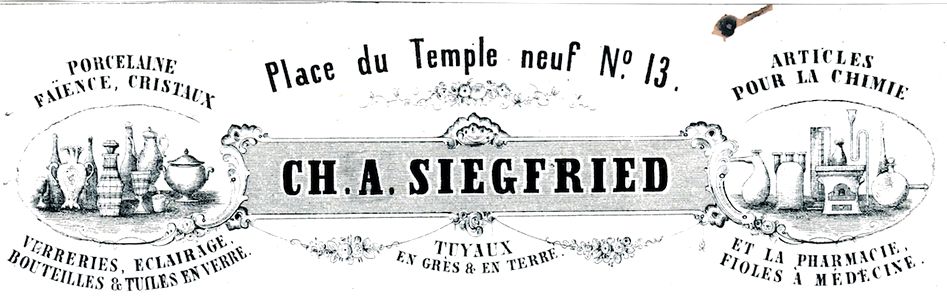 Place du Temple neuf Nº 13.
PORCELAINE
FAÏENCE, CRISTAUX
VERRERIES, ECLAIRAGE,
BOUTEILLES & TUILES EN VERRE.
CH. A. SIEGFRIED
TUYAUX
EN GRÈS & EN TERRE.
ARTICLES
POUR LA CHIMIE
ET LA PHARMACIE,
FIOLES À MÉDECINE.